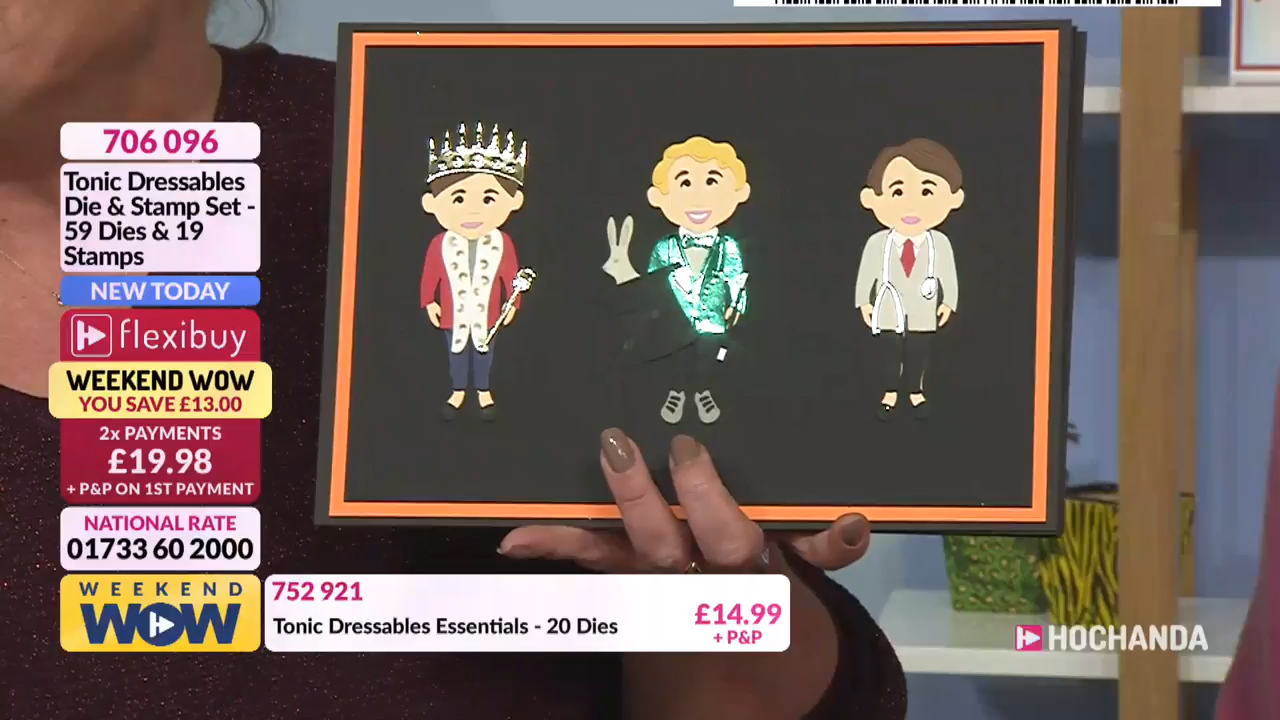 706 096
Tonic Dressables
Die & Stamp Set -
59 Dies & 19
Stamps
NEW TODAY
flexibuy
WEEKEND WOW
YOU SAVE £13.00
2x PAYMENTS
£19.98
+ P&P ON 1ST PAYMENT
NATIONAL RATE
01733 60 2000
WEEKEND
WOW
752 921
Tonic Dressables Essentials - 20 Dies
£14.99
+ P&P
HOCHANDA